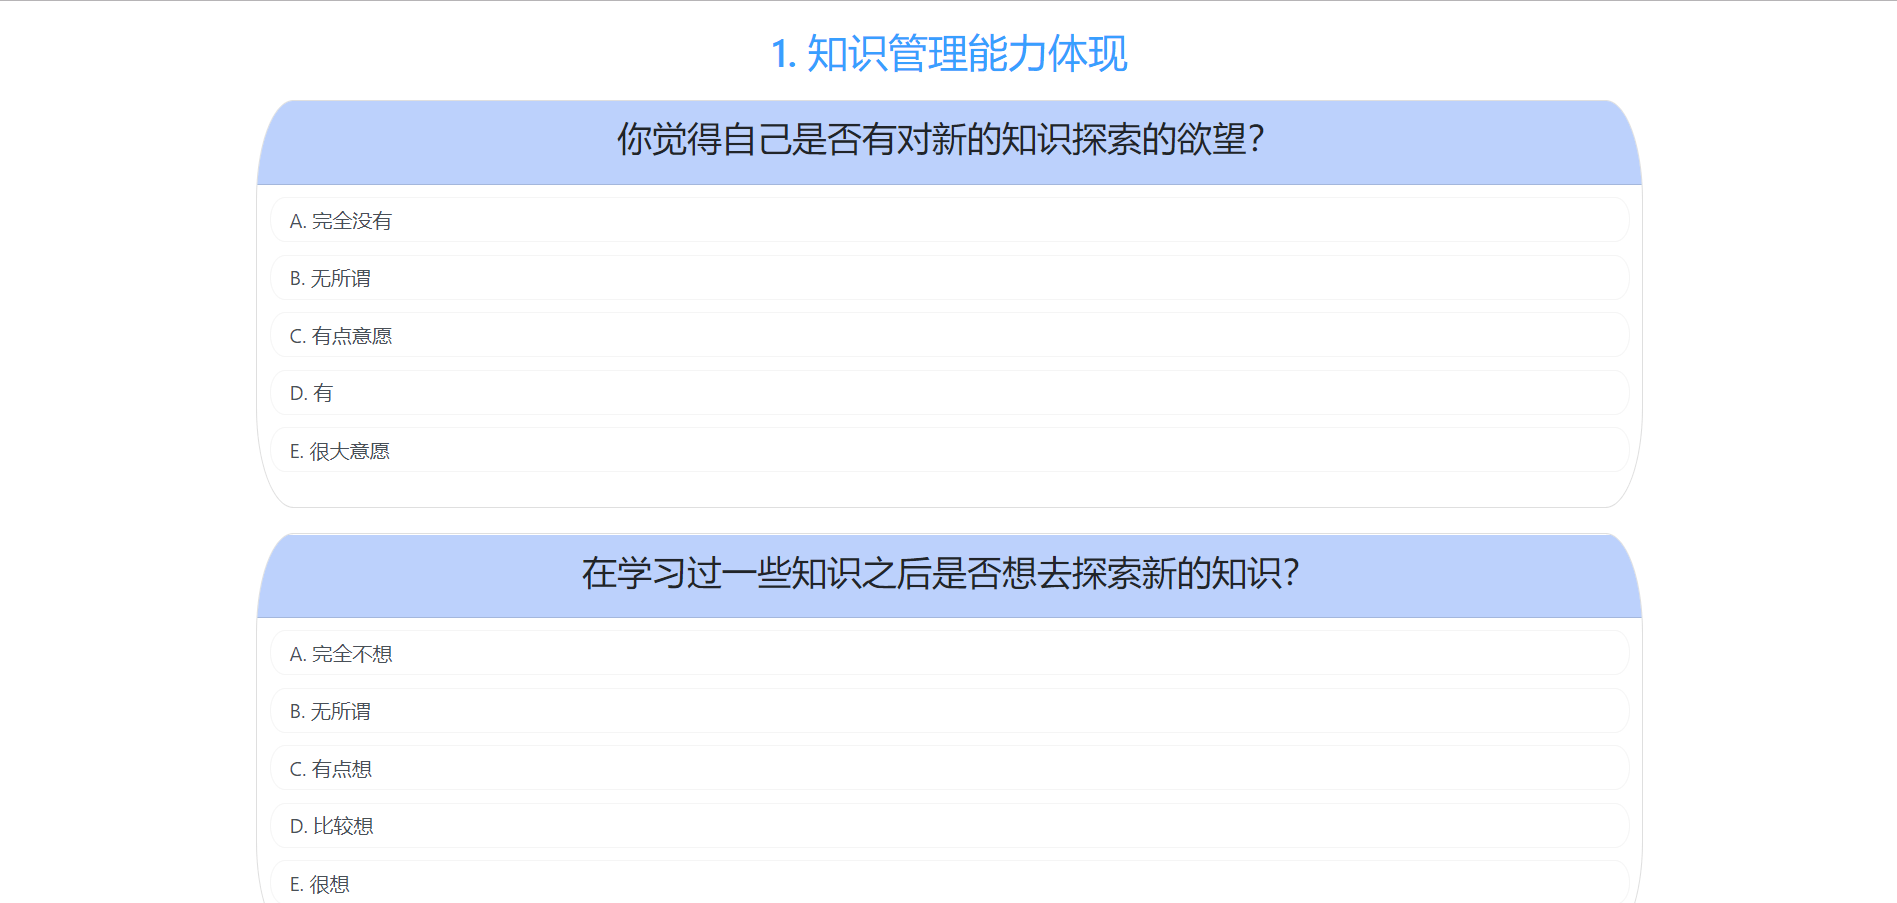 1. 知识管理能力体现
你觉得自己是否有对新的知识探索的欲望？
A. 完全没有
B. 无所谓
C. 有点意愿
D. 有
E. 很大意愿
在学习过一些知识之后是否想去探索新的知识？
A. 完全不想
B. 无所谓
C. 有点想
D. 比较想
E. 很想